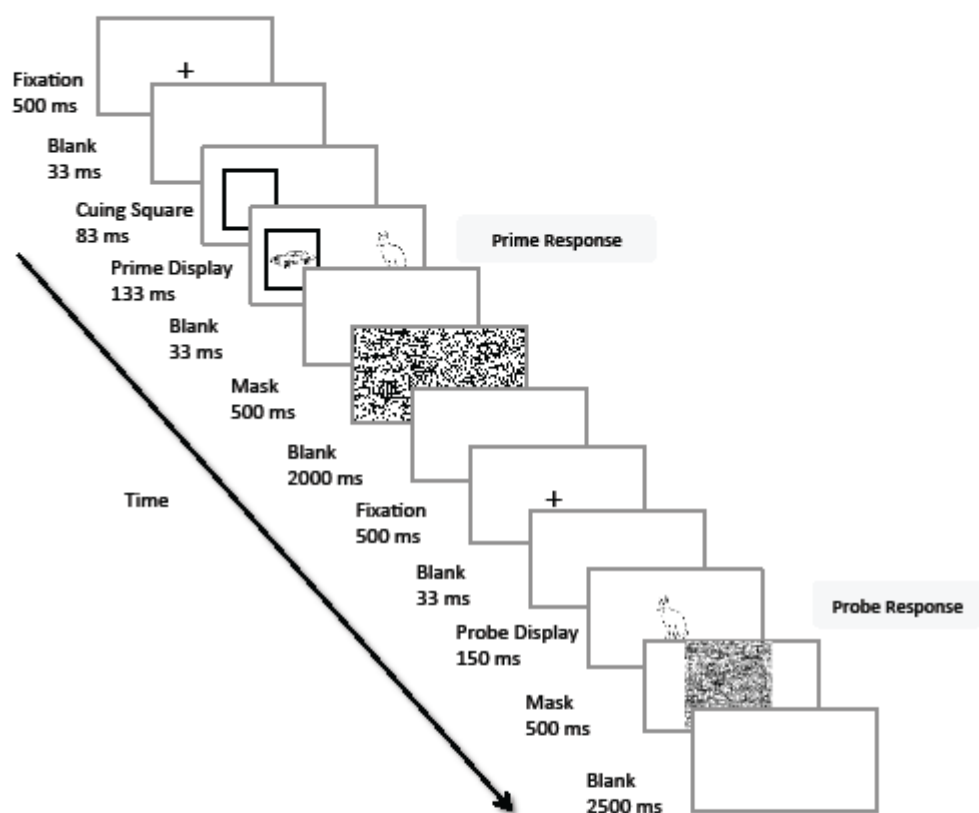 Fixation
500 ms
Blank
33 ms
Cuing Square
83 ms
Prime Response
Prime Display
133 ms
Blank
33 ms
Mask
500 ms
Blank
2000 ms
Time
Fixation
500 ms
Blank
33 ms
Probe Response
Probe Display
150 ms
Mask
500 ms
Blank
2500 ms